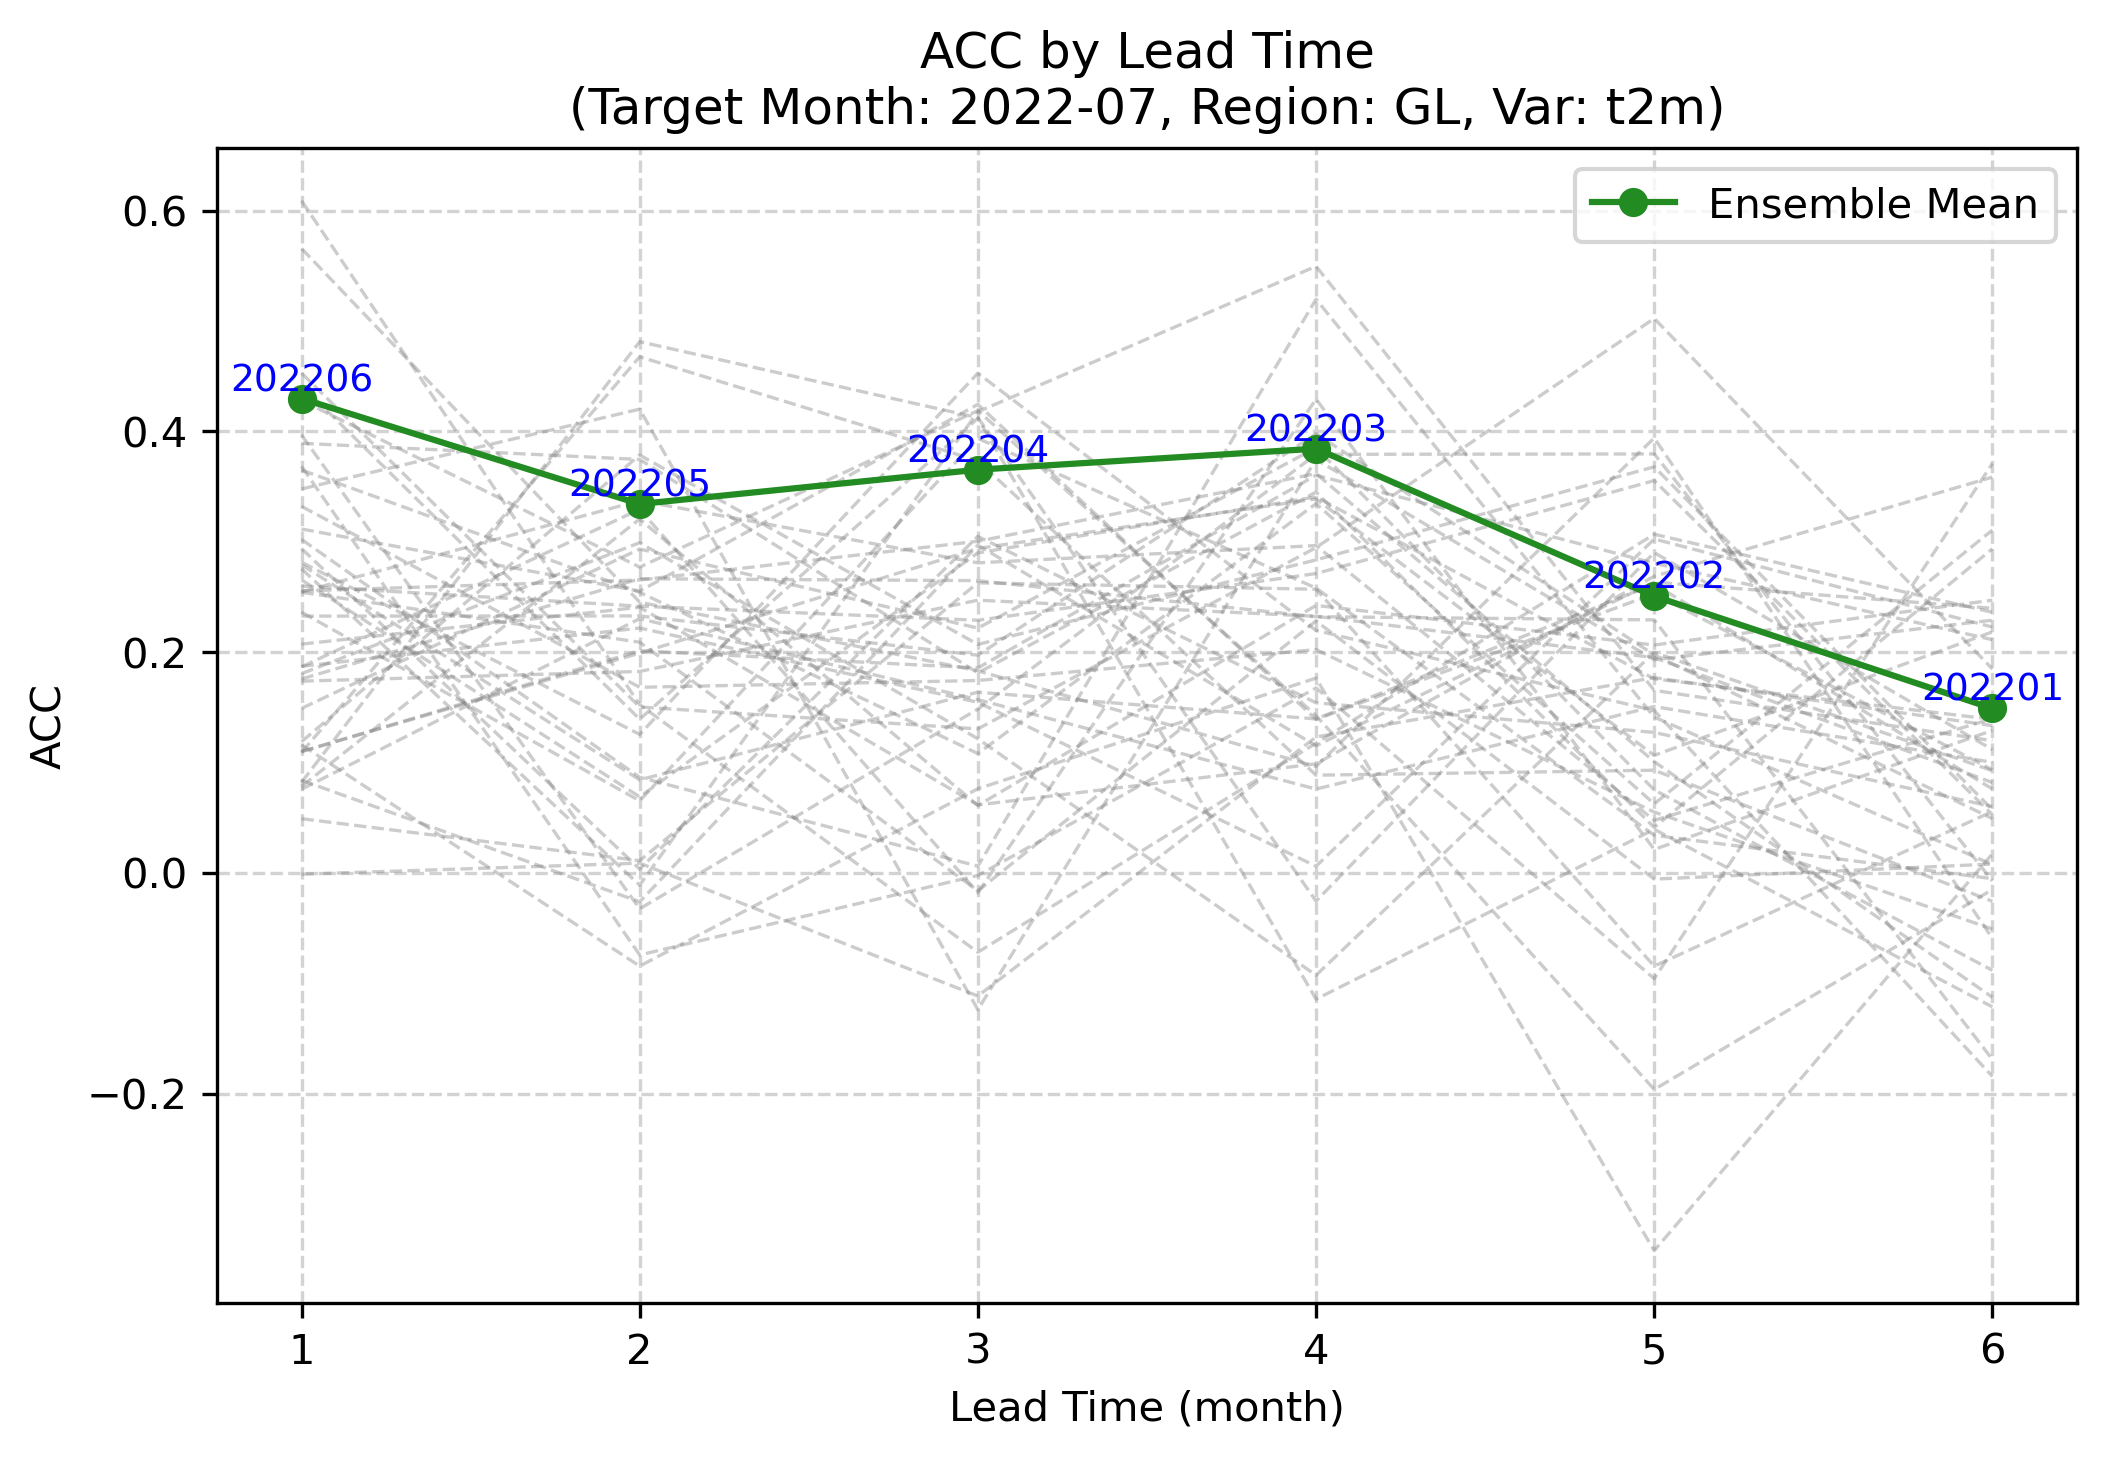 ACC by Lead Time
(Target Month: 2022-07, Region: GL, Var: t2m)
Ensemble Mean
0.6
0.4
0.2
0.0
−0.2
ACC
202206
202205
202204
202203
202202
202201
1 2 3 4 5 6
Lead Time (month)